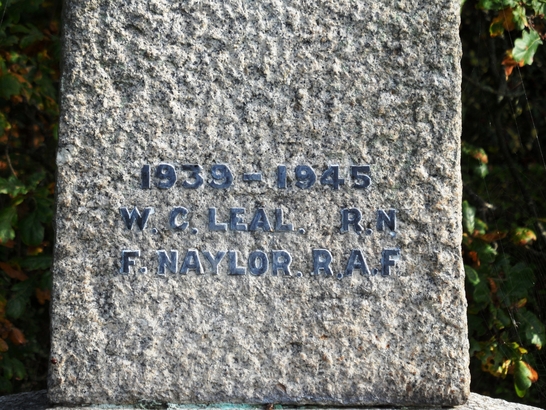 1939 - 1945
W. C. LEAL. R.N
F. NAYLOR. R.A.F